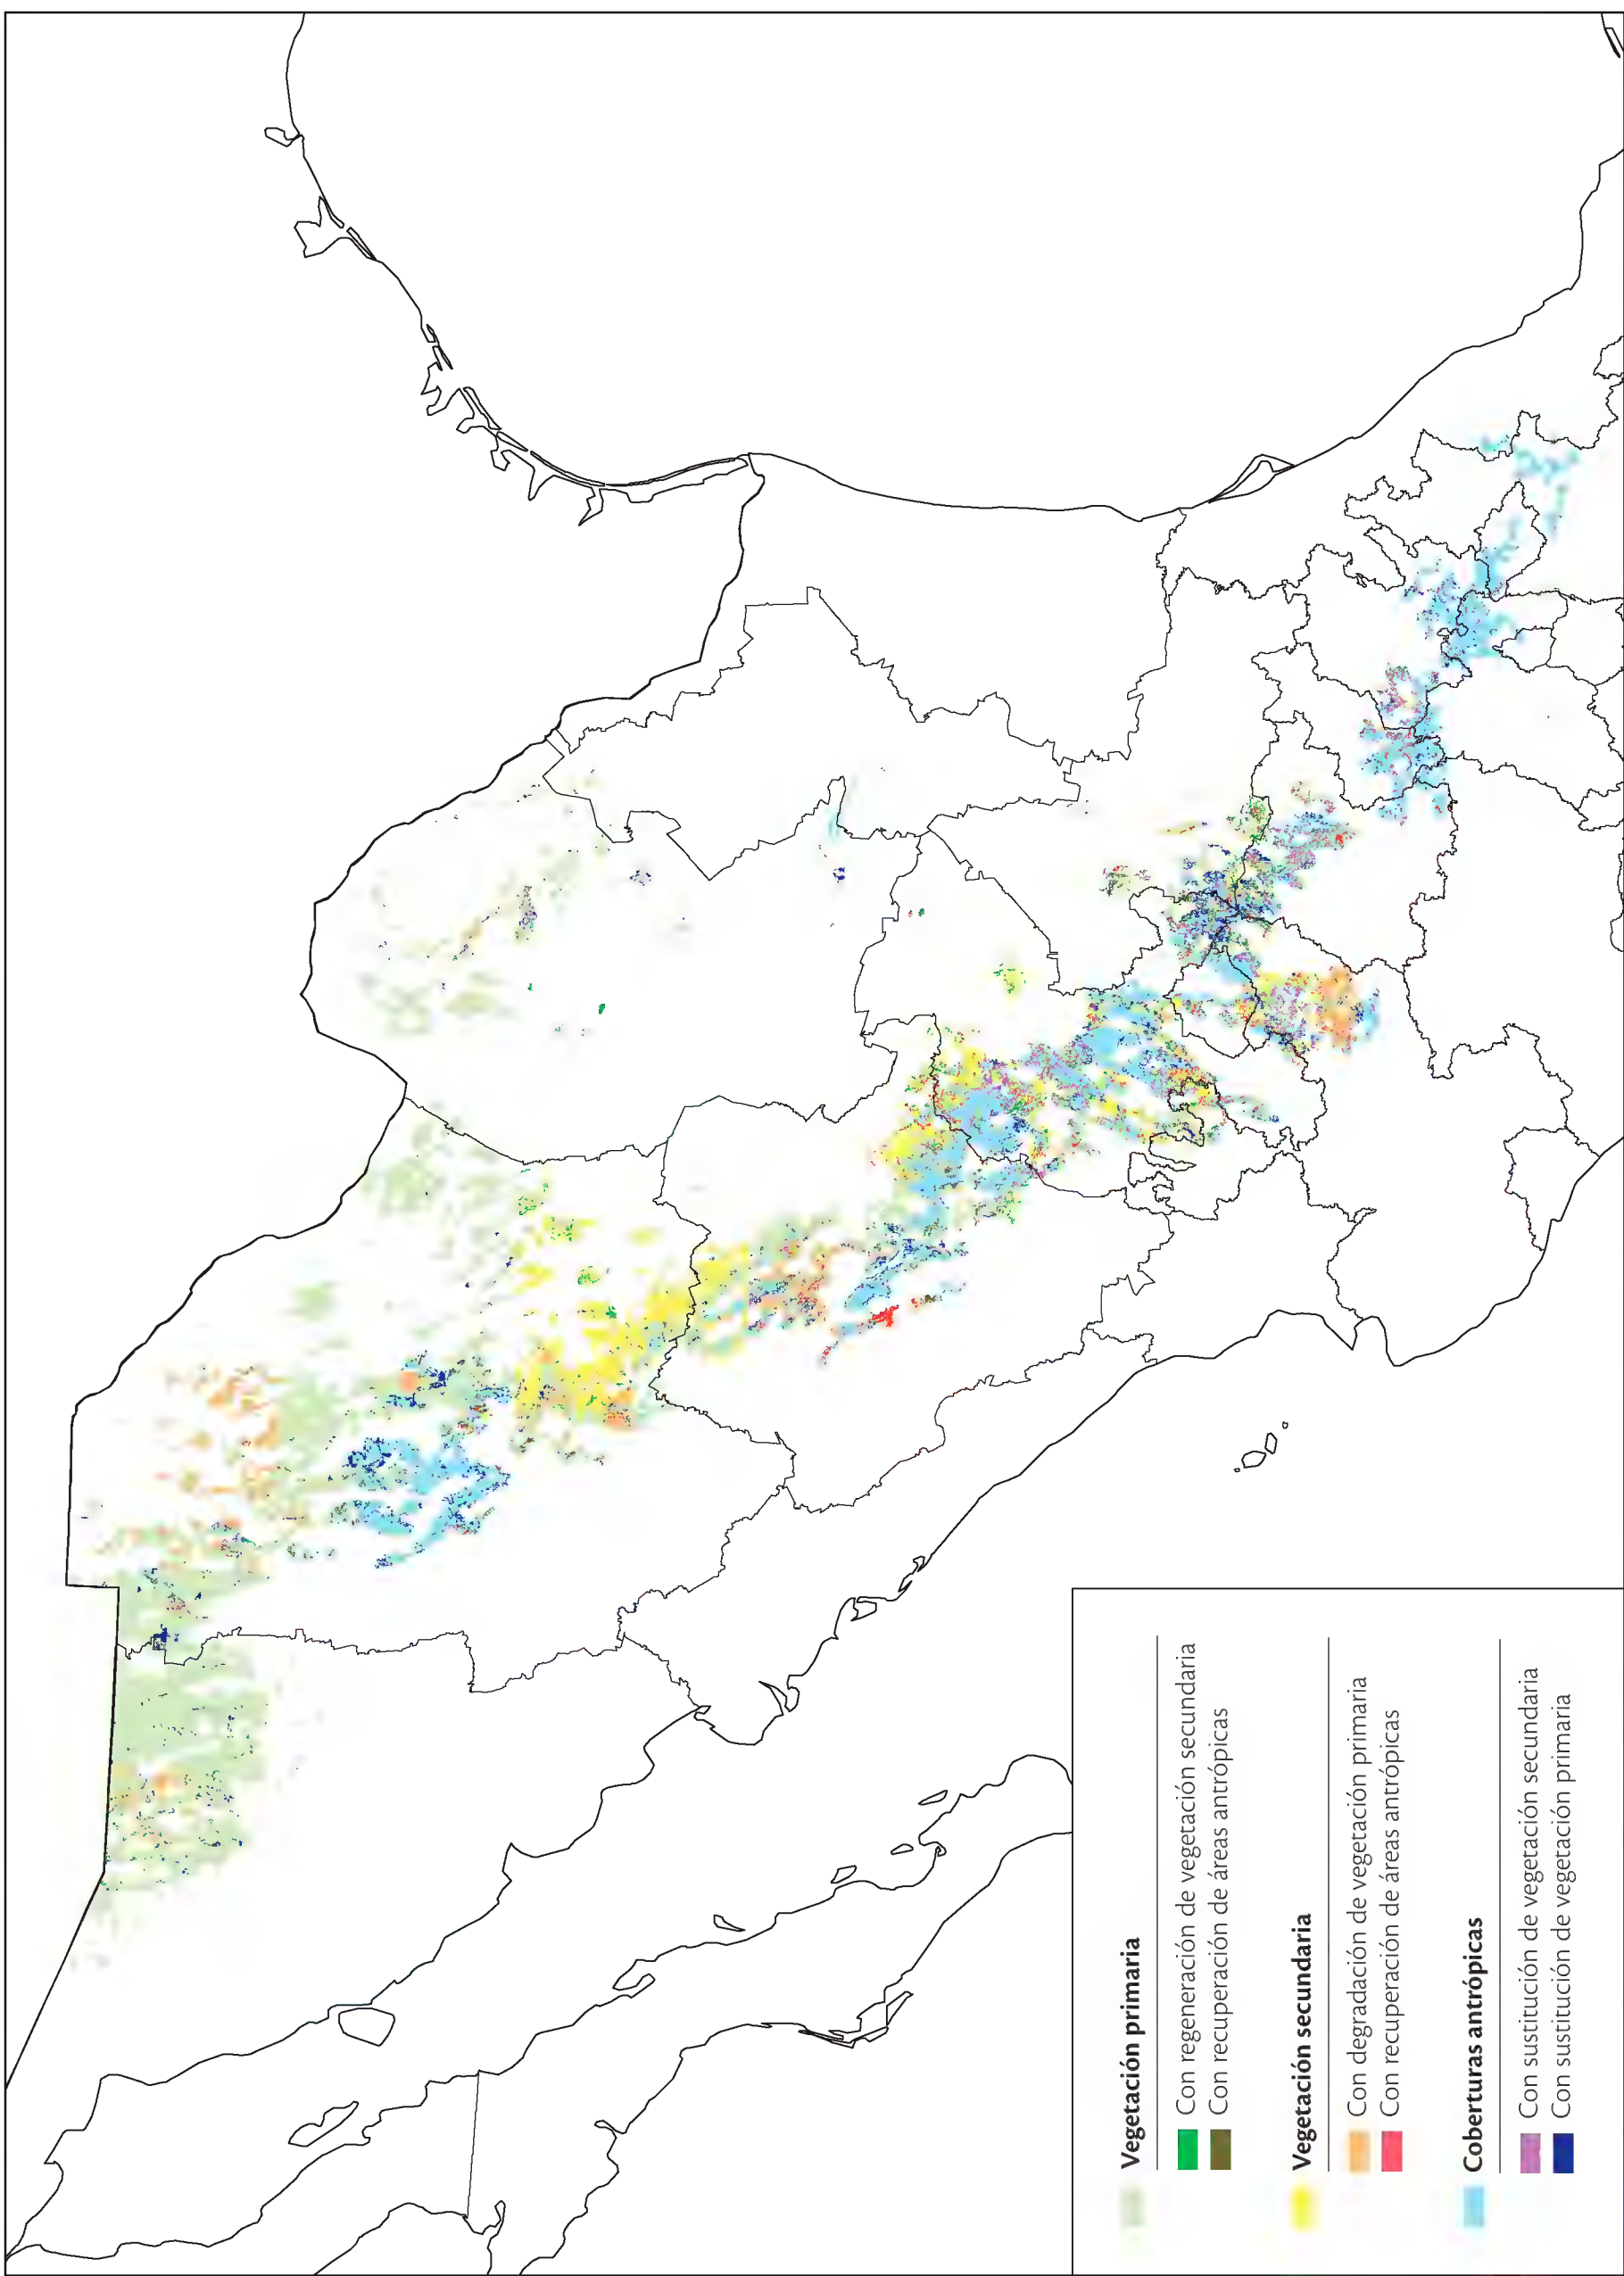 Vegetación primaria
Con regeneración de vegetación secundaria
Con recuperación de áreas antrópicas
Vegetación secundaria
Con degradación de vegetación primaria
Con recuperación de áreas antrópicas
Coberturas antrópicas
Con sustitución de vegetación secundaria
Con sustitución de vegetación primaria